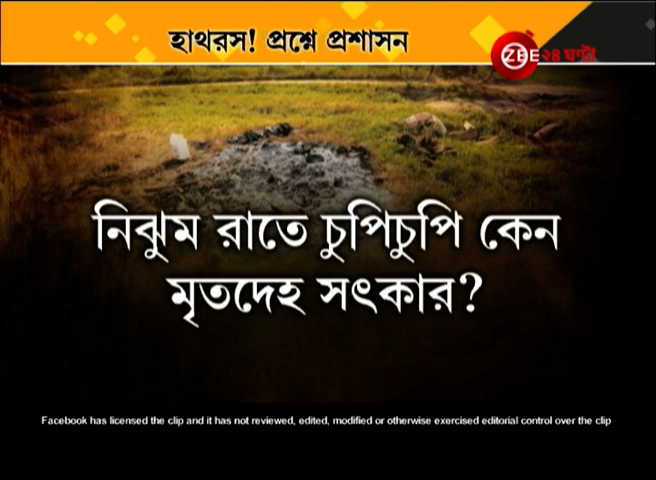 হাথরস! প্রশ্নে প্রশাসন
ZEE ২৪ ঘণ্টা
নিঝুম রাতে চুপিচুপি কেন
মৃতদেহ সৎকার?
Facebook has licensed the clip and it has not reviewed, edited, modified or otherwise exercised editorial control over the clip